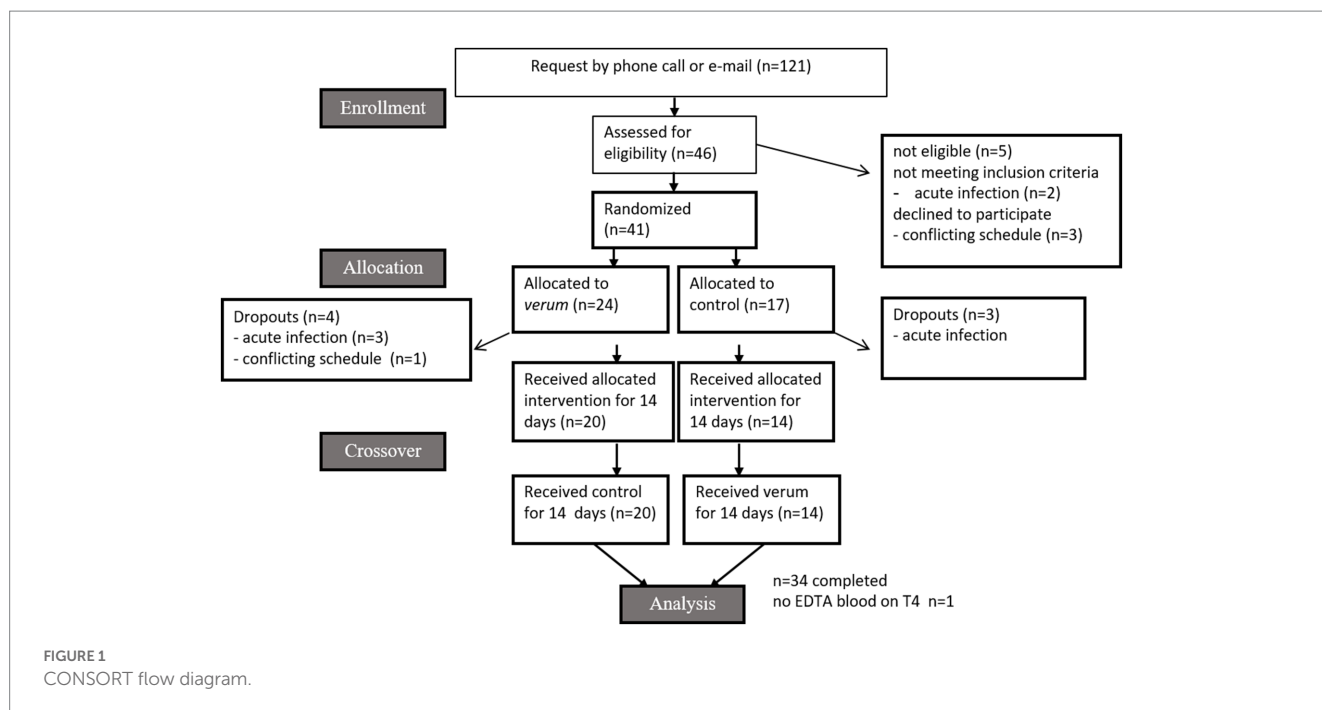 Request by phone call or e-mail (n=121)
Enrollment
Assessed for
eligibility (n=46)
not eligible (n=5)
not meeting inclusion criteria
- acute infection (n=2)
declined to participate
- conflicting schedule (n=3)
Randomized
(n=41)
Allocation
Allocated to
verum (n=24)
Allocated to
control (n=17)
Dropouts (n=4)
- acute infection (n=3)
- conflicting schedule (n=1)
Dropouts (n=3)
- acute infection
Received allocated
intervention for 14
days (n=20)
Received allocated
intervention for
14 days (n=14)
Crossover
Received control
for 14 days (n=20)
Received verum
for 14 days (n=14)
Analysis
n=34 completed
no EDTA blood on T4 n=1
FIGURE 1
CONSORT flow diagram.